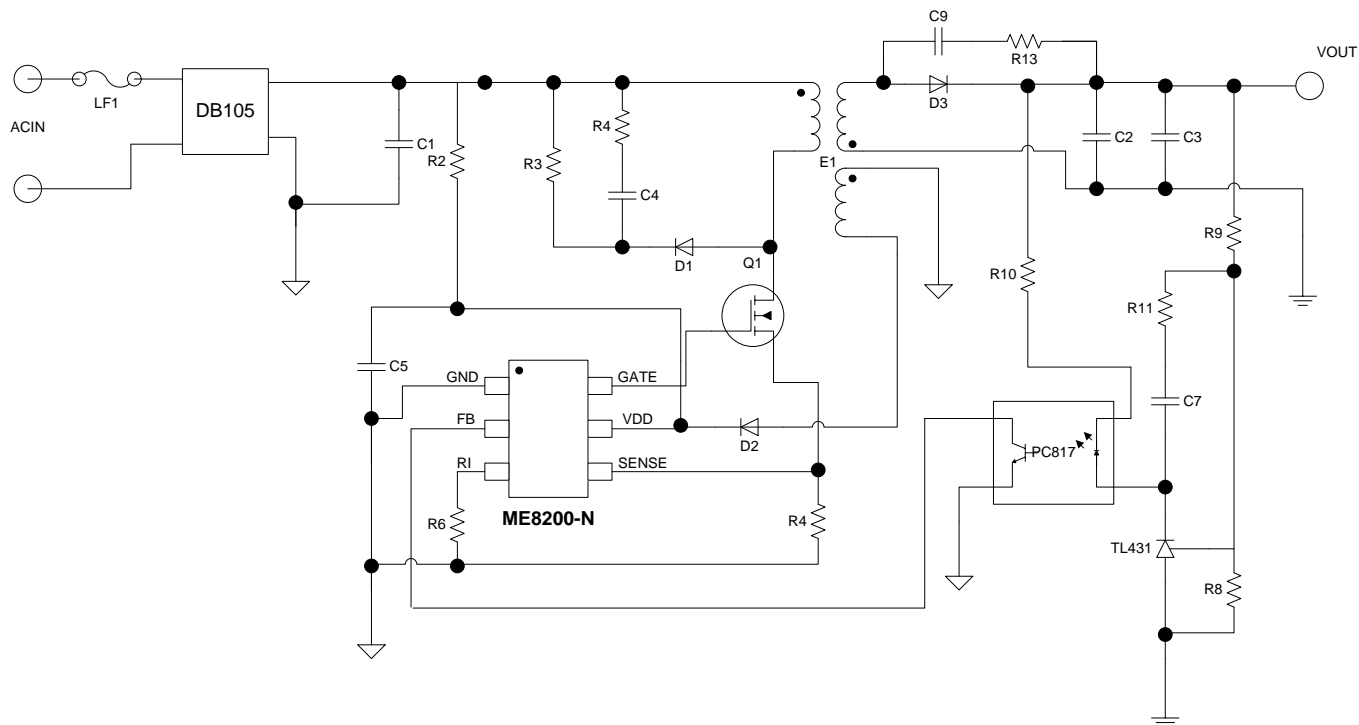 C9
R13
VOUT
LF1
DB105
D3
ACIN
C1
R2
R3
R4
C4
E1
C2
C3
D1
Q1
R9
R10
R11
C5
GND
GATE
C7
FB
VDD
D2
PC817
RI
SENSE
R6
ME8200-N
R4
TL431
R8